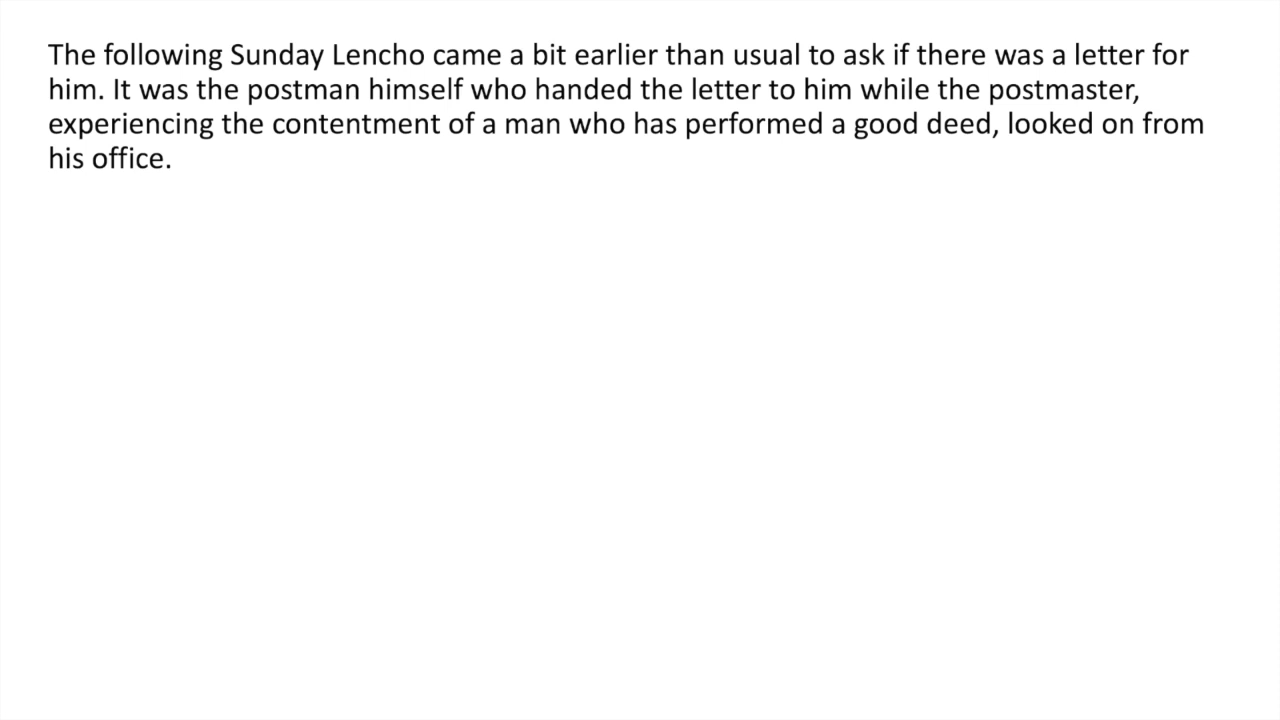 The following Sunday Lencho came a bit earlier than usual to ask if there was a letter for
him. It was the postman himself who handed the letter to him while the postmaster,
experiencing the contentment of a man who has performed a good deed, looked on from
his office.